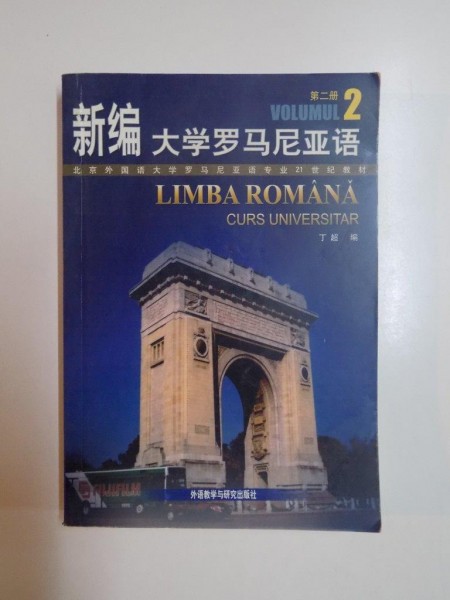 第二册
VOLUMUL 2
新编 大学罗马尼亚语
北京外国语大学罗马尼亚语专业21世纪教材
LIMBA ROMÂNĂ
CURS UNIVERSITAR
丁超 编
FUJIFILM
外语教学与研究出版社